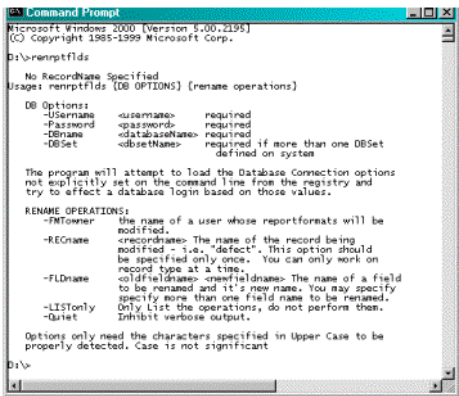 Command Prompt
Microsoft Windows 2000 [Version 5.00.2195]
(C) Copyright 1985-1999 Microsoft Corp.
D:\>renrptflds
No RecordName Specified
Usage: renrptflds {DB OPTIONS} {rename operations}
DB Options:
-USername <username> required
-Password <password> required
-DBname <databaseName> required
-DBSet <dbsetName> required if more than one DBSet
defined on system
The program will attempt to load the Database Connection options
not explicitly set on the command line from the registry and
try to effect a database login based on those values.
RENAME OPERATIONS:
-FMTowner the name of a user whose reportformats will be
modified.
-RECname <recordname> The name of the record being
modified - i.e. "defect". This option should
be specified only once. You can only work on
record type at a time.
-FLDname <oldfieldname> <newfieldname> The name of a field
to be renamed and it's new name. You may specify
specify more than one field name to be renamed.
-LISTonly Only List the operations, do not perform them.
-Quiet Inhibit verbose output.
Options only need the characters specified in Upper Case to be
properly detected. Case is not significant
D:\>